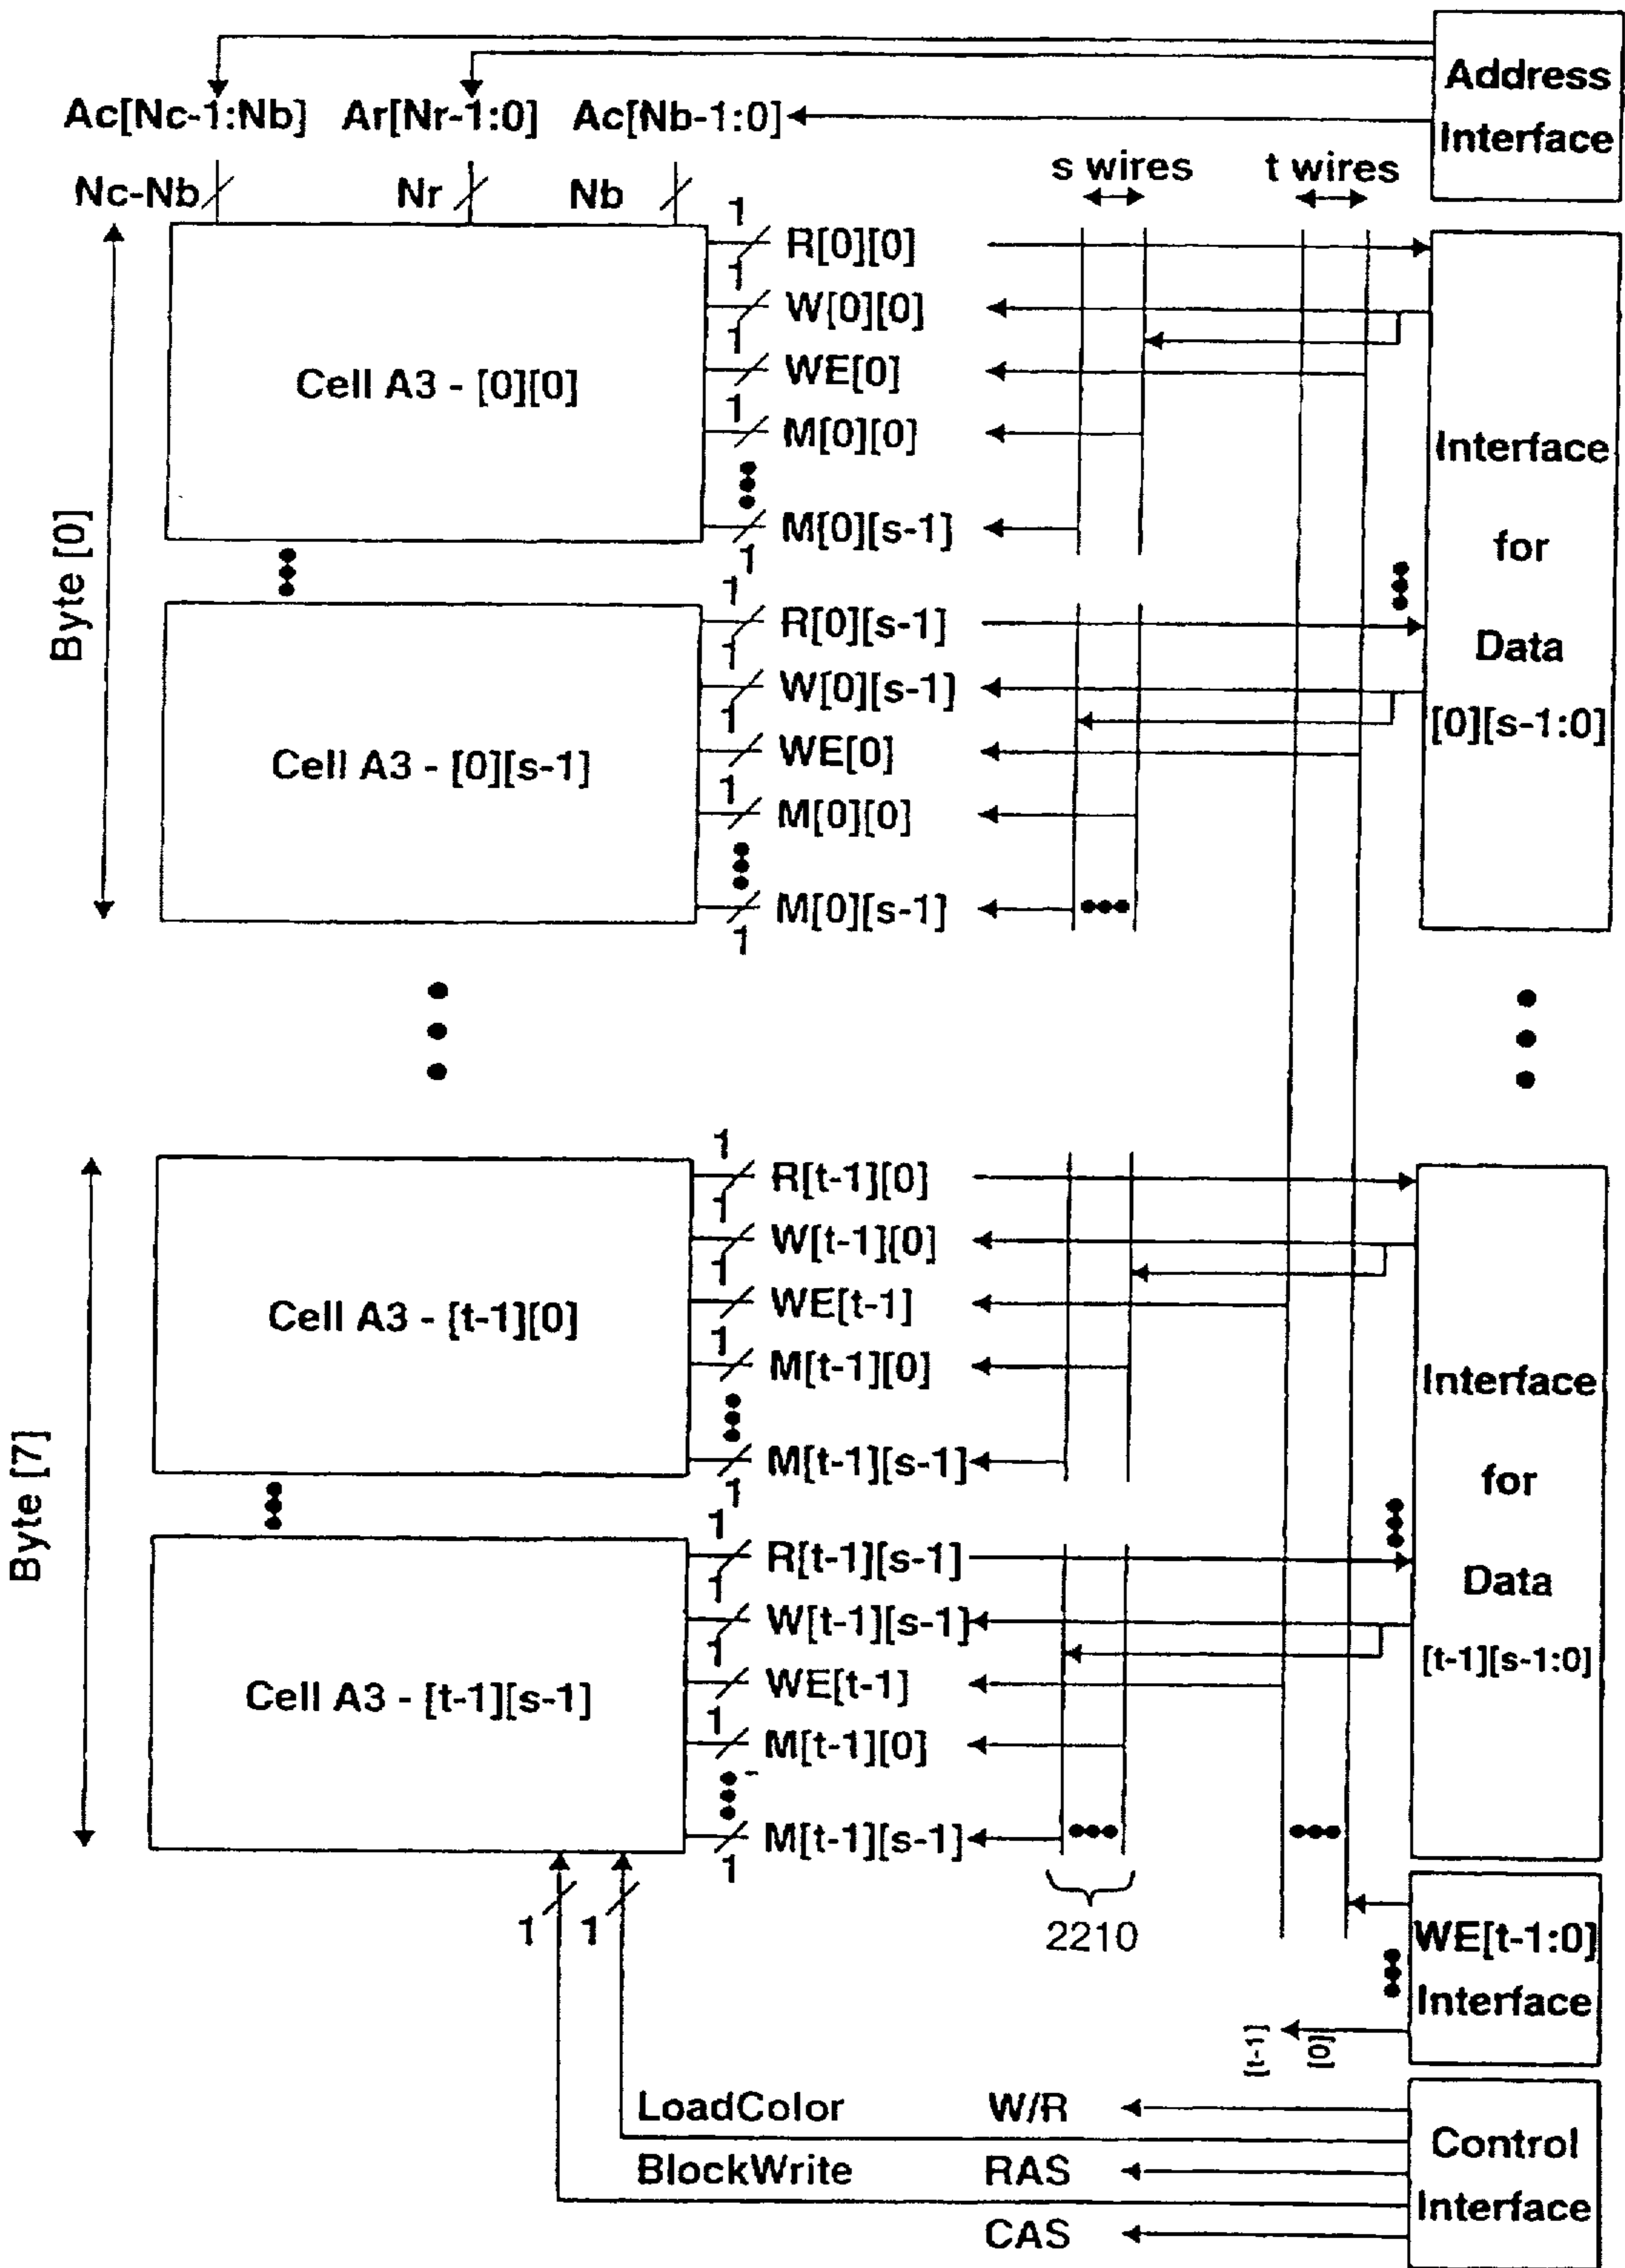 Address
Interface
Ac[Nc-1:Nb] Ar[Nr-1:0] Ac[Nb-1:0]
s wires t wires
Nc-Nb Nr Nb
Byte [0]
Cell A3 - [0][0]
1 R[0][0]
1 W[0][0]
1 WE[0]
1 M[0][0]
M[0][s-1]
1
Cell A3 - [0][s-1]
1 R[0][s-1]
1 W[0][s-1]
1 WE[0]
1 M[0][0]
M[0][s-1]
1
Interface
for
Data
[0][s-1:0]
Byte [7]
Cell A3 - [t-1][0]
1 R[t-1][0]
1 W[t-1][0]
1 WE[t-1]
1 M[t-1][0]
M[t-1][s-1]
1
Cell A3 - [t-1][s-1]
1 R[t-1][s-1]
1 W[t-1][s-1]
1 WE[t-1]
1 M[t-1][0]
M[t-1][s-1]
1
Interface
for
Data
[t-1][s-1:0]
1 1
2210
WE[t-1:0]
Interface
[t-1] [0]
LoadColor W/R
BlockWrite RAS
CAS
Control
Interface